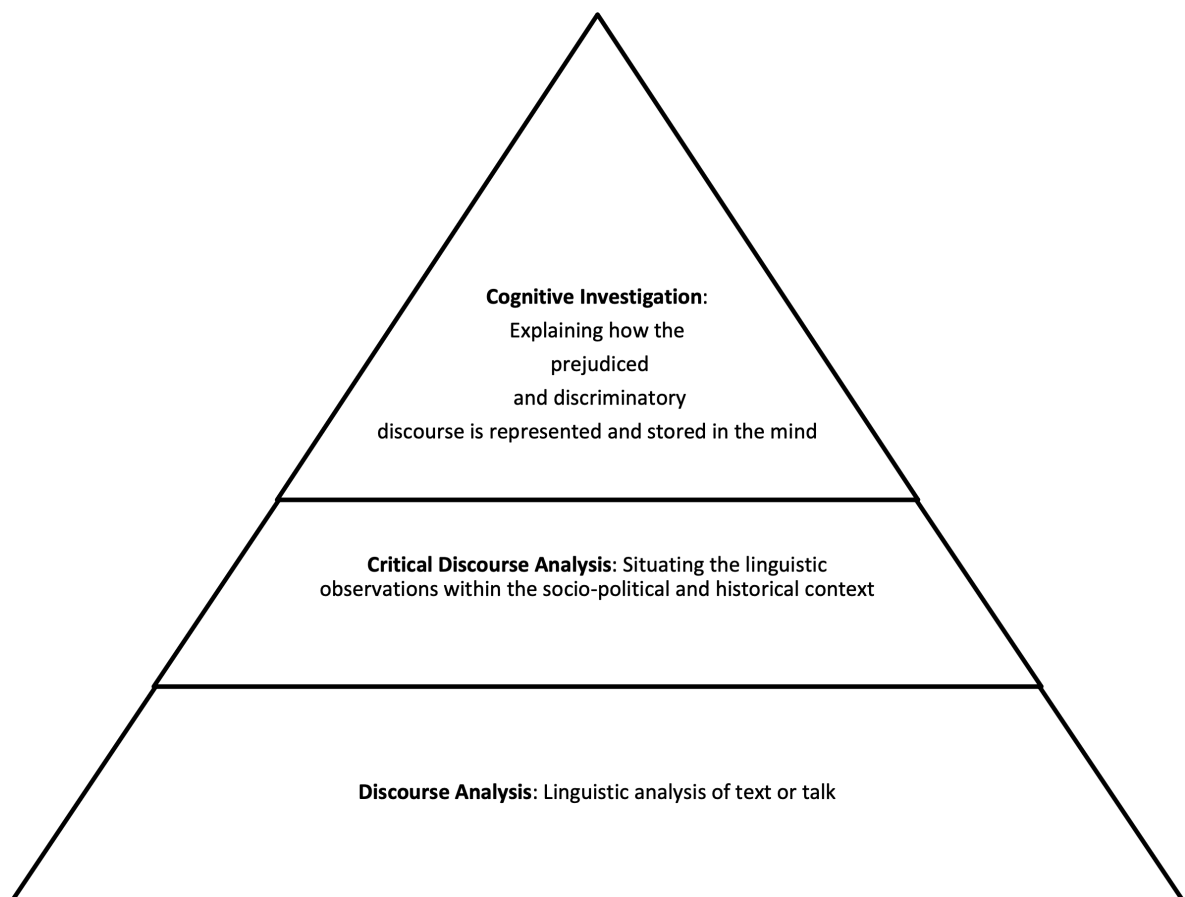 Cognitive Investigation:
Explaining how the
prejudiced
and discriminatory
discourse is represented and stored in the mind
Critical Discourse Analysis: Situating the linguistic
observations within the socio-political and historical context
Discourse Analysis: Linguistic analysis of text or talk